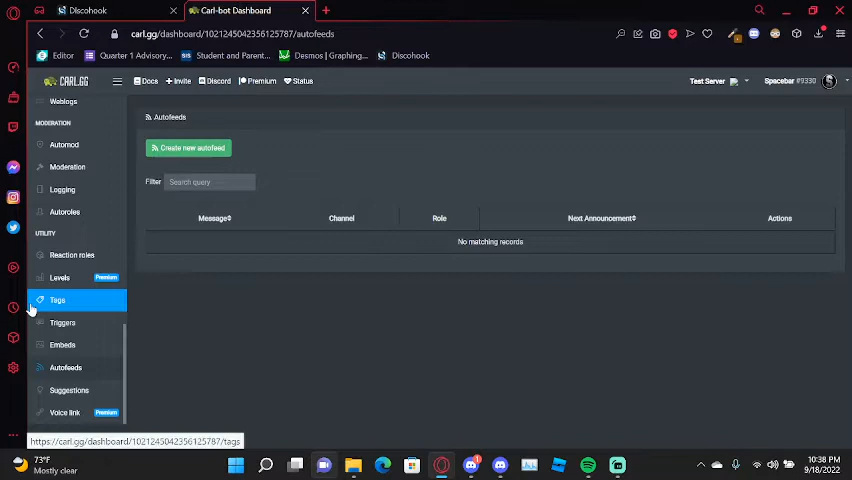 Discohook
Carl-bot Dashboard
carl.gg/dashboard/1021245042356125787/autofeeds
Editor
Quarter 1 Advisory...
SIS
Student and Parent...
Desmos | Graphing...
Discohook
CARL.GG
Docs
Invite
Discord
Premium
Status
Test Server
Spacebar #9330
Weblogs
MODERATION
Automod
Moderation
Logging
Autoroles
UTILITY
Reaction roles
Levels
Premium
Tags
Triggers
Embeds
Autofeeds
Suggestions
Voice link
Premium
Autofeeds
Create new autofeed
Filter
Search query
Message
Channel
Role
Next Announcement
Actions
No matching records
https://carl.gg/dashboard/1021245042356125787/tags
73°F
Mostly clear
1
10:38 PM
9/18/2022